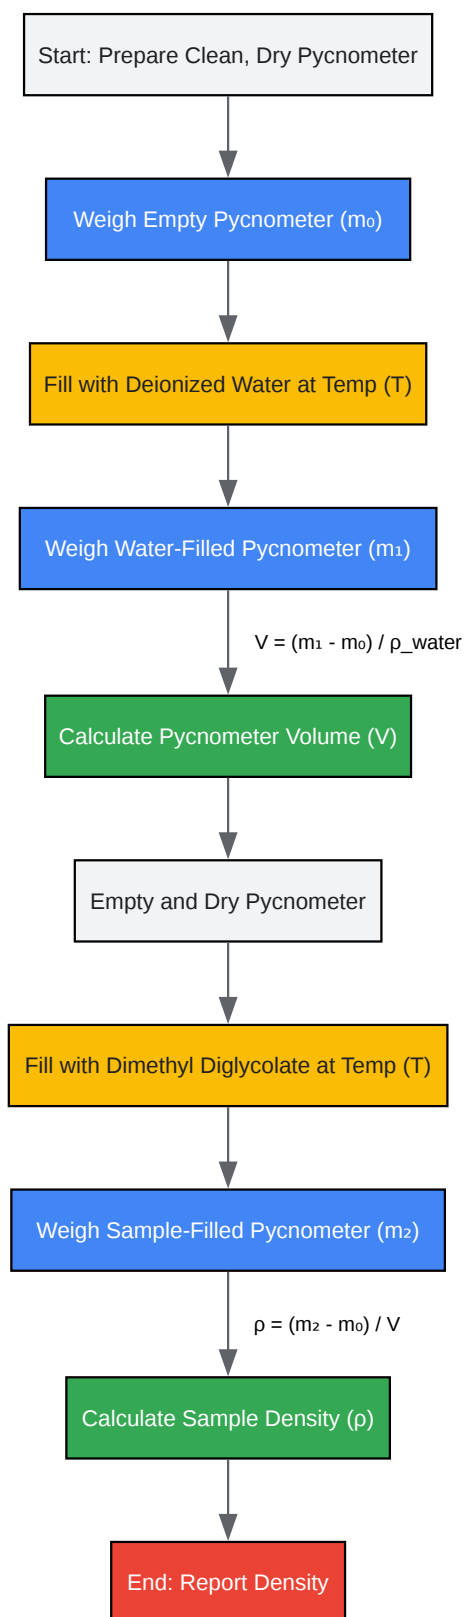 Start: Prepare Clean, Dry Pycnometer
Weigh Empty Pycnometer (m₀)
Fill with Deionized Water at Temp (T)
Weigh Water-Filled Pycnometer (m₁)
V = (m₁ - m₀) / ρ_water
Calculate Pycnometer Volume (V)
Empty and Dry Pycnometer
Fill with Dimethyl Diglycolate at Temp (T)
Weigh Sample-Filled Pycnometer (m₂)
ρ = (m₂ - m₀) / V
Calculate Sample Density (ρ)
End: Report Density